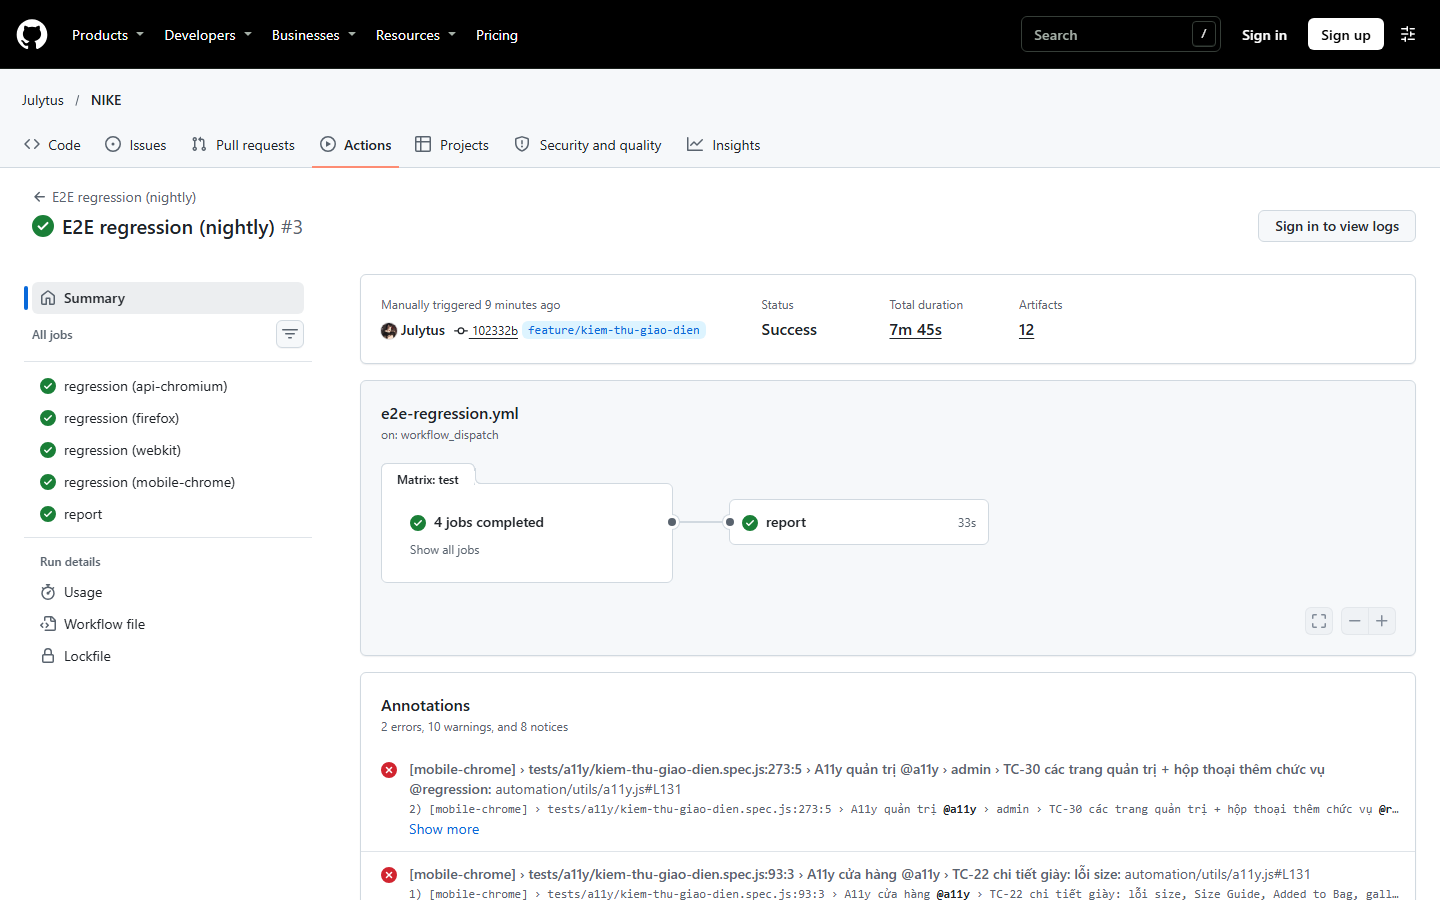 Products
Developers
Businesses
Resources
Pricing
Search
/
Sign in
Sign up
Julytus / NIKE
Code
Issues
Pull requests
Actions
Projects
Security and quality
Insights
E2E regression (nightly)
E2E regression (nightly) #3
Sign in to view logs
Summary
All jobs
regression (api-chromium)
regression (firefox)
regression (webkit)
regression (mobile-chrome)
report
Run details
Usage
Workflow file
Lockfile
Manually triggered 9 minutes ago
Julytus 102332b feature/kiem-thu-giao-dien
Status
Success
Total duration
7m 45s
Artifacts
12
e2e-regression.yml
on: workflow_dispatch
Matrix: test
4 jobs completed
Show all jobs
report 33s
Annotations
2 errors, 10 warnings, and 8 notices
[mobile-chrome] › tests/a11y/kiem-thu-giao-dien.spec.js:273:5 › A11y quản trị @a11y › admin › TC-30 các trang quản trị + hộp thoại thêm chức vụ
@regression: automation/utils/a11y.js#L131
2) [mobile-chrome] › tests/a11y/kiem-thu-giao-dien.spec.js:273:5 › A11y quản trị @a11y › admin › TC-30 các trang quản trị + hộp thoại thêm chức vụ @r…
Show more
[mobile-chrome] › tests/a11y/kiem-thu-giao-dien.spec.js:93:3 › A11y cửa hàng @a11y › TC-22 chi tiết giày: lỗi size: automation/utils/a11y.js#L131
1) [mobile-chrome] › tests/a11y/kiem-thu-giao-dien.spec.js:93:3 › A11y cửa hàng @a11y › TC-22 chi tiết giày: lỗi size, Size Guide, Added to Bag, gall…